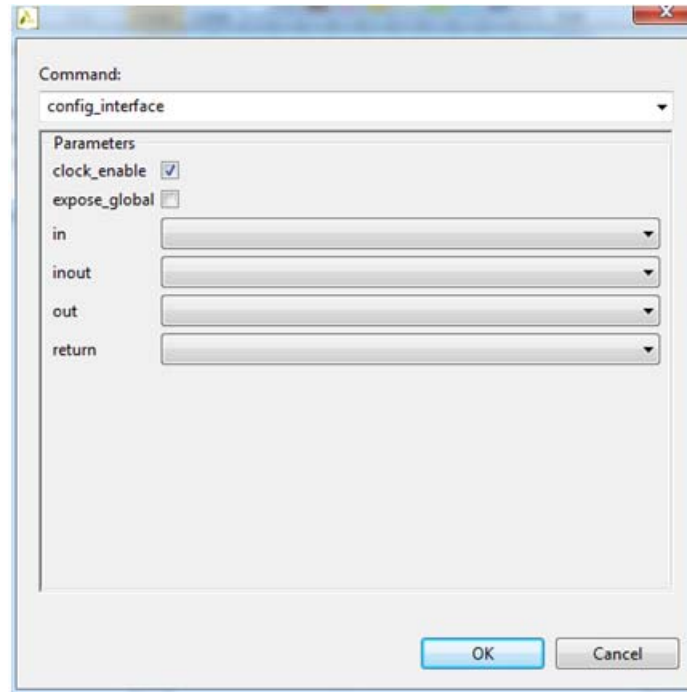 Command:
config_interface
Parameters
clock_enable
expose_global
in
inout
out
return
OK
Cancel